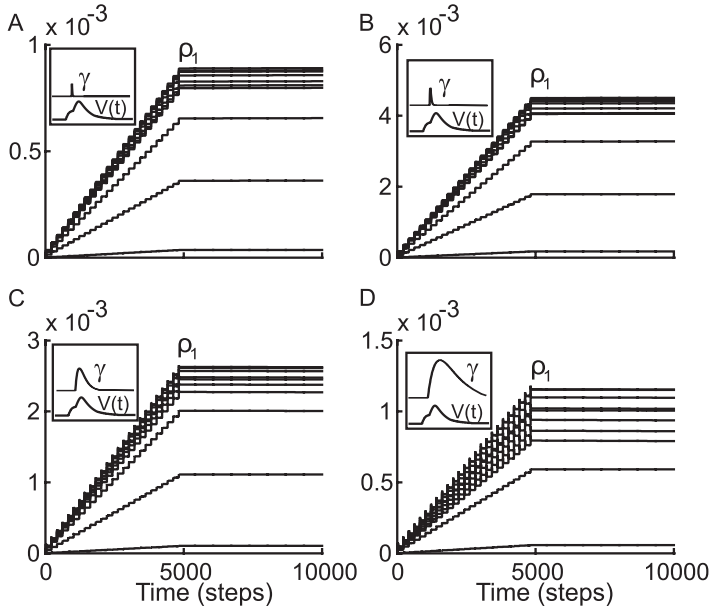 A
x 10⁻³
1
0.5
0
γ
V(t)
ρ₁
B
x 10⁻³
6
4
2
0
γ
V(t)
ρ₁
C
x 10⁻³
3
2
1
0
γ
V(t)
ρ₁
0 5000 10000
Time (steps)
D
x 10⁻³
1.5
1
0.5
0
γ
V(t)
ρ₁
0 5000 10000
Time (steps)